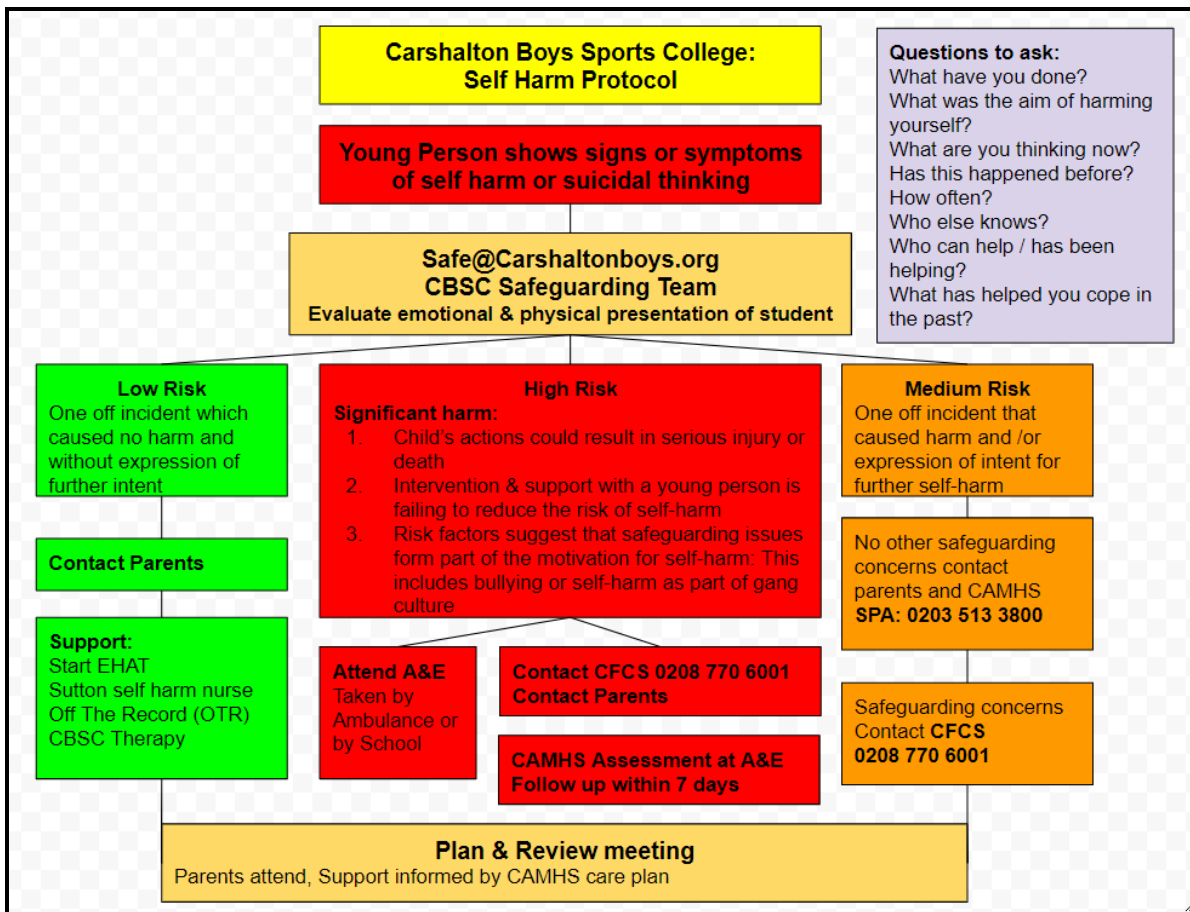 Carshalton Boys Sports College:
Self Harm Protocol
Questions to ask:
What have you done?
What was the aim of harming
yourself?
What are you thinking now?
Has this happened before?
How often?
Who else knows?
Who can help / has been
helping?
What has helped you cope in
the past?
Young Person shows signs or symptoms
of self harm or suicidal thinking
Safe@Carshaltonboys.org
CBSC Safeguarding Team
Evaluate emotional & physical presentation of student
Low Risk
One off incident which
caused no harm and
without expression of
further intent
Contact Parents
Support:
Start EHAT
Sutton self harm nurse
Off The Record (OTR)
CBSC Therapy
High Risk
Significant harm:
1. Child's actions could result in serious injury or
death
2. Intervention & support with a young person is
failing to reduce the risk of self-harm
3. Risk factors suggest that safeguarding issues
form part of the motivation for self-harm: This
includes bullying or self-harm as part of gang
culture
Attend A&E
Taken by
Ambulance or
by School
Contact CFCS 0208 770 6001
Contact Parents
CAMHS Assessment at A&E
Follow up within 7 days
Medium Risk
One off incident that
caused harm and /or
expression of intent for
further self-harm
No other safeguarding
concerns contact
parents and CAMHS
SPA: 0203 513 3800
Safeguarding concerns
Contact CFCS
0208 770 6001
Plan & Review meeting
Parents attend, Support informed by CAMHS care plan